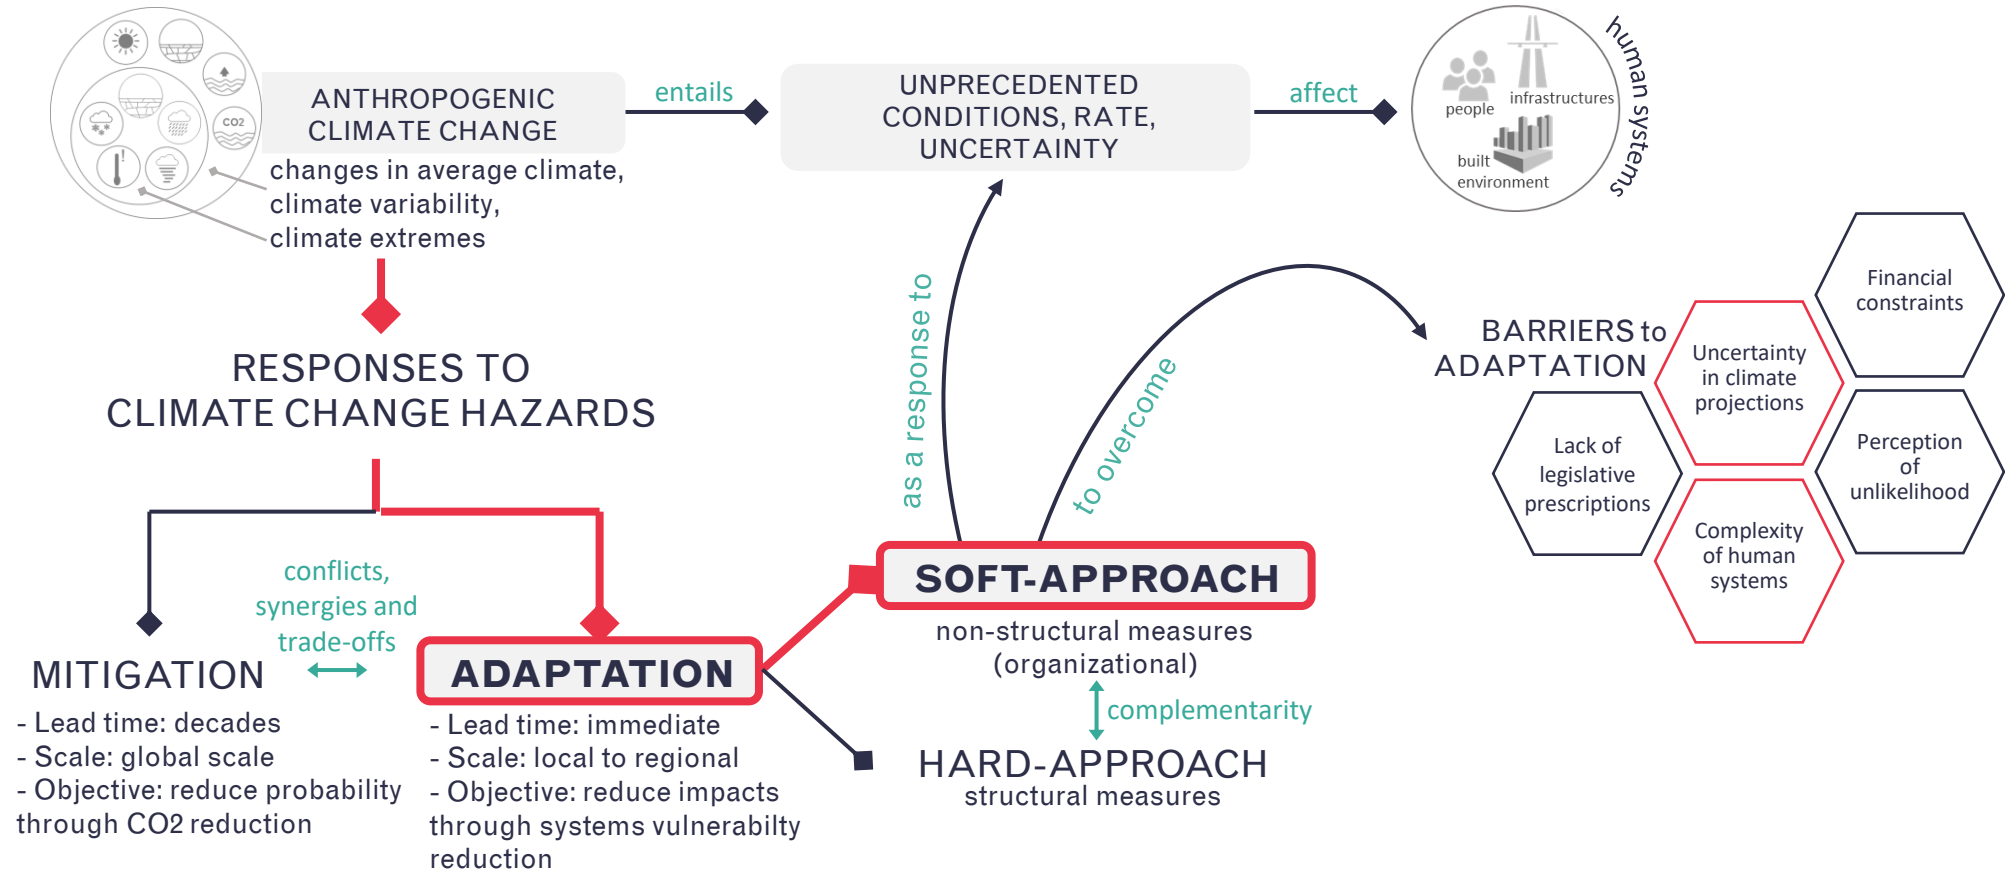 CO2
ANTHROPOGENIC
CLIMATE CHANGE
changes in average climate,
climate variability,
climate extremes
entails
UNPRECEDENTED
CONDITIONS, RATE,
UNCERTAINTY
affect
people
infrastructures
built
environment
human systems
RESPONSES TO
CLIMATE CHANGE HAZARDS
as a response to
to overcome
BARRIERS to
ADAPTATION
Financial
constraints
Uncertainty
in climate
projections
Lack of
legislative
prescriptions
Perception
of
unlikelihood
Complexity
of human
systems
conflicts,
synergies and
trade-offs
MITIGATION
- Lead time: decades
- Scale: global scale
- Objective: reduce probability
through CO2 reduction
ADAPTATION
- Lead time: immediate
- Scale: local to regional
- Objective: reduce impacts
through systems vulnerabilty
reduction
SOFT-APPROACH
non-structural measures
(organizational)
complementarity
HARD-APPROACH
structural measures